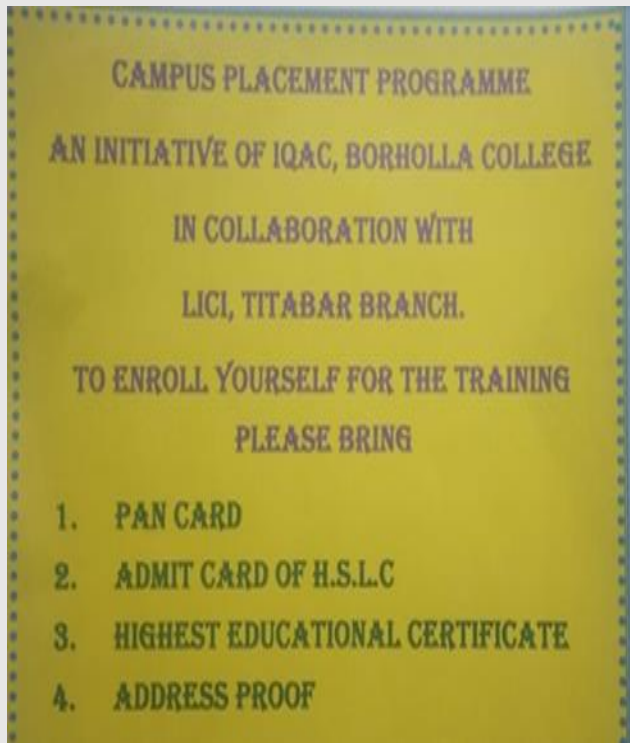 CAMPUS PLACEMENT PROGRAMME
AN INITIATIVE OF IQAC, BORHOLLA COLLEGE
IN COLLABORATION WITH
LICI, TITABAR BRANCH.
TO ENROLL YOURSELF FOR THE TRAINING
PLEASE BRING
1. PAN CARD
2. ADMIT CARD OF H.S.L.C
3. HIGHEST EDUCATIONAL CERTIFICATE
4. ADDRESS PROOF